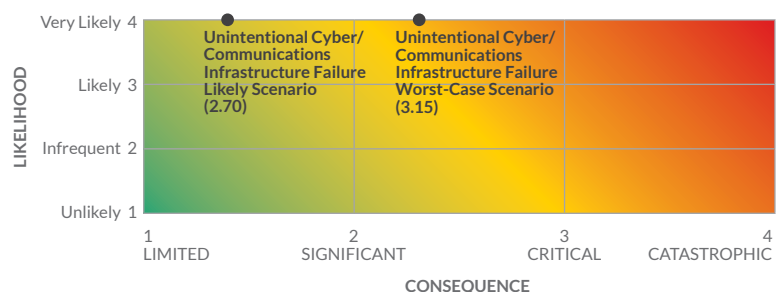 Very Likely 4
Unintentional Cyber/
Communications
Infrastructure Failure
Likely Scenario
(2.70)
Unintentional Cyber/
Communications
Infrastructure Failure
Worst-Case Scenario
(3.15)
LIKELIHOOD
Likely 3
Infrequent 2
Unlikely 1
1 2 3 4
LIMITED SIGNIFICANT CRITICAL CATASTROPHIC
CONSEQUENCE